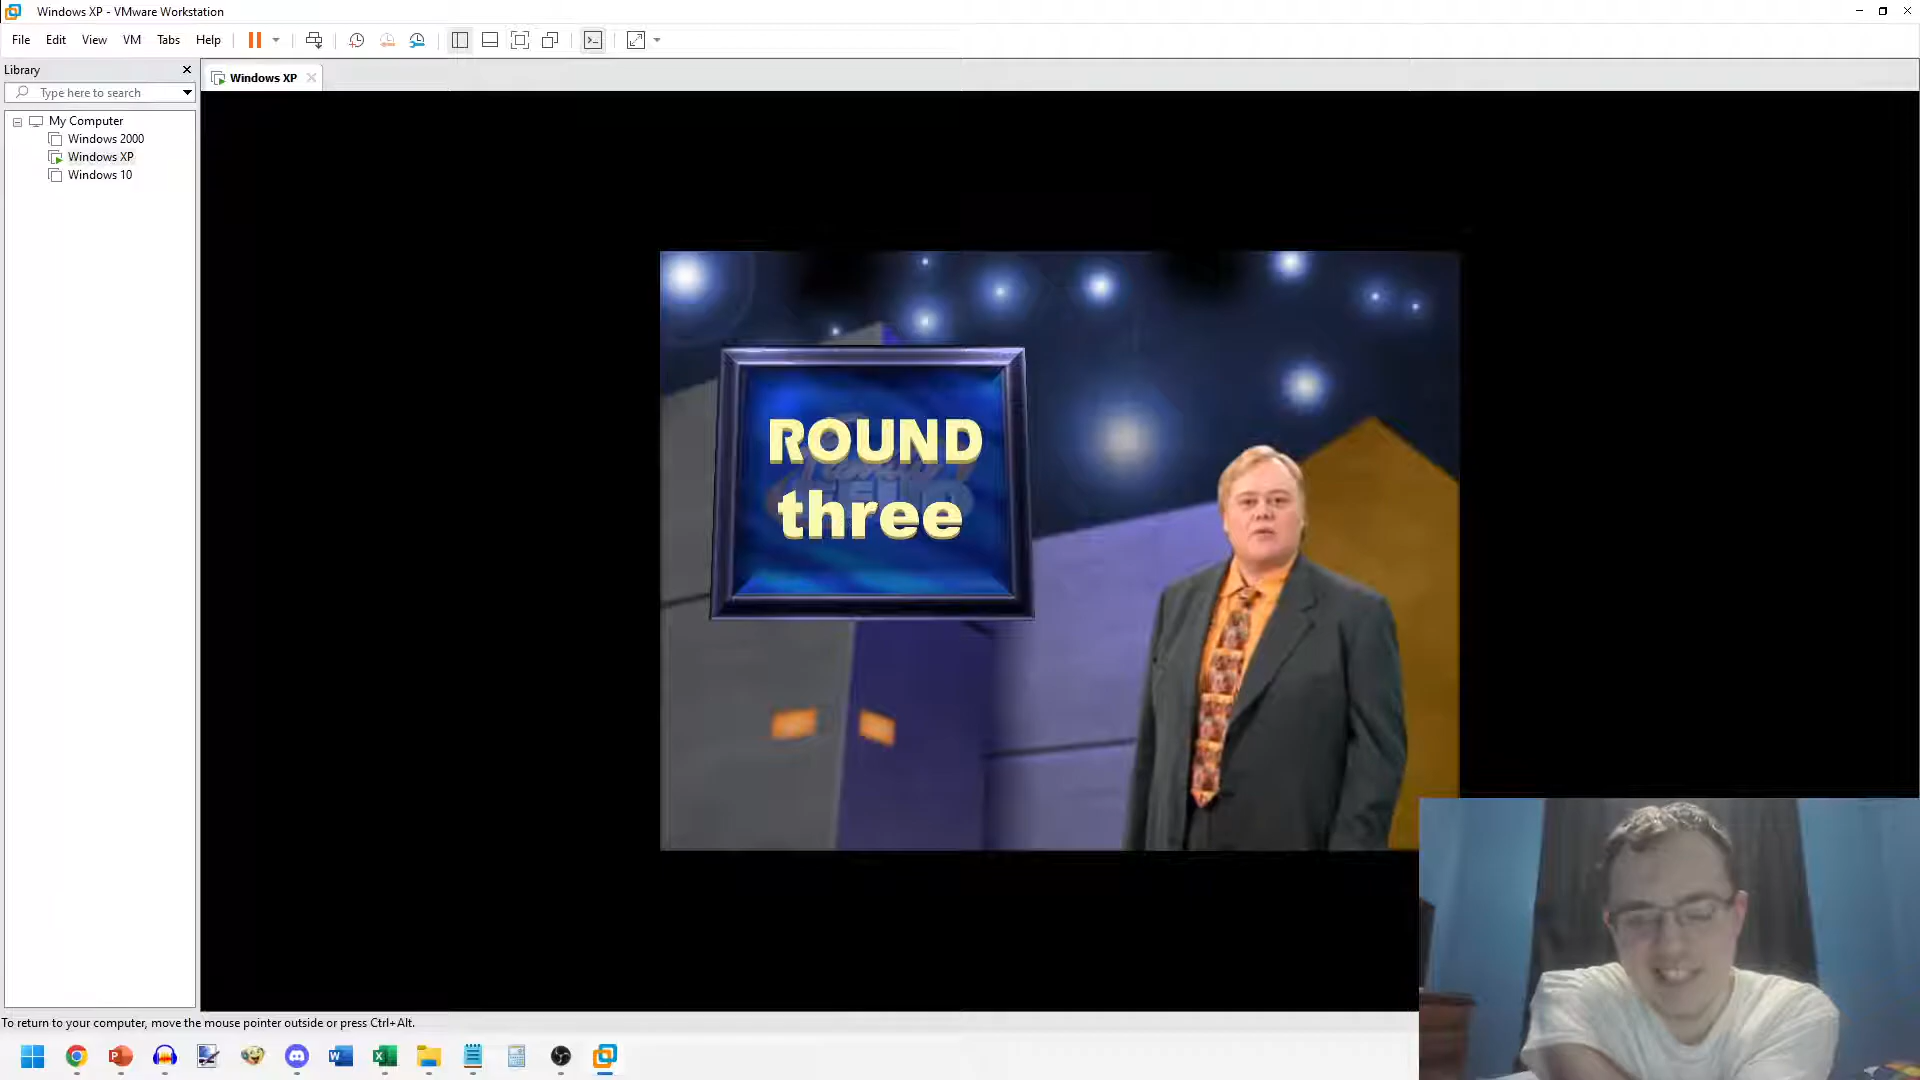 Windows XP - VMware Workstation
File Edit View VM Tabs Help
Library
Type here to search
My Computer
Windows 2000
Windows XP
Windows 10
Windows XP
ROUND
three
To return to your computer, move the mouse pointer outside or press Ctrl+Alt.